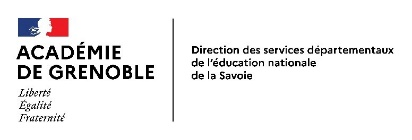 ACADÉMIE
DE GRENOBLE
Liberté
Égalité
Fraternité
Direction des services départementaux
de l'éducation nationale
de la Savoie